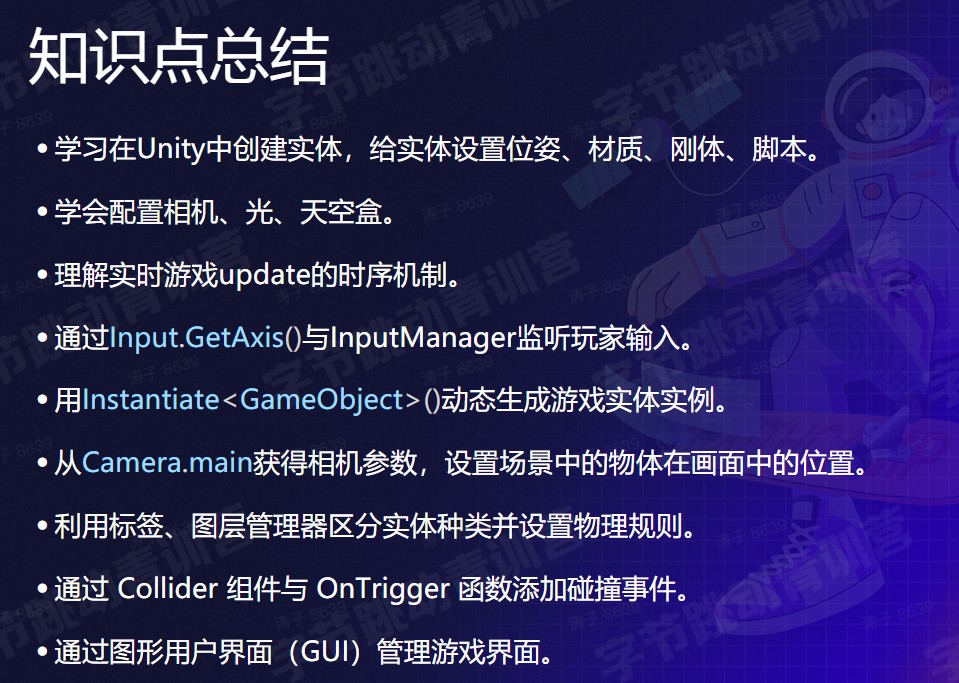 知识点总结
•学习在Unity中创建实体，给实体设置位姿、材质、刚体、脚本。
•学会配置相机、光、天空盒。
•理解实时游戏update的时序机制。
•通过Input.GetAxis()与InputManager监听玩家输入。
•用Instantiate<GameObject>()动态生成游戏实体实例。
•从Camera.main获得相机参数，设置场景中的物体在画面中的位置。
•利用标签、图层管理器区分实体种类并设置物理规则。
•通过 Collider 组件与 OnTrigger 函数添加碰撞事件。
•通过图形用户界面（GUI）管理游戏界面。
字节跳动青训营
涛子 8639